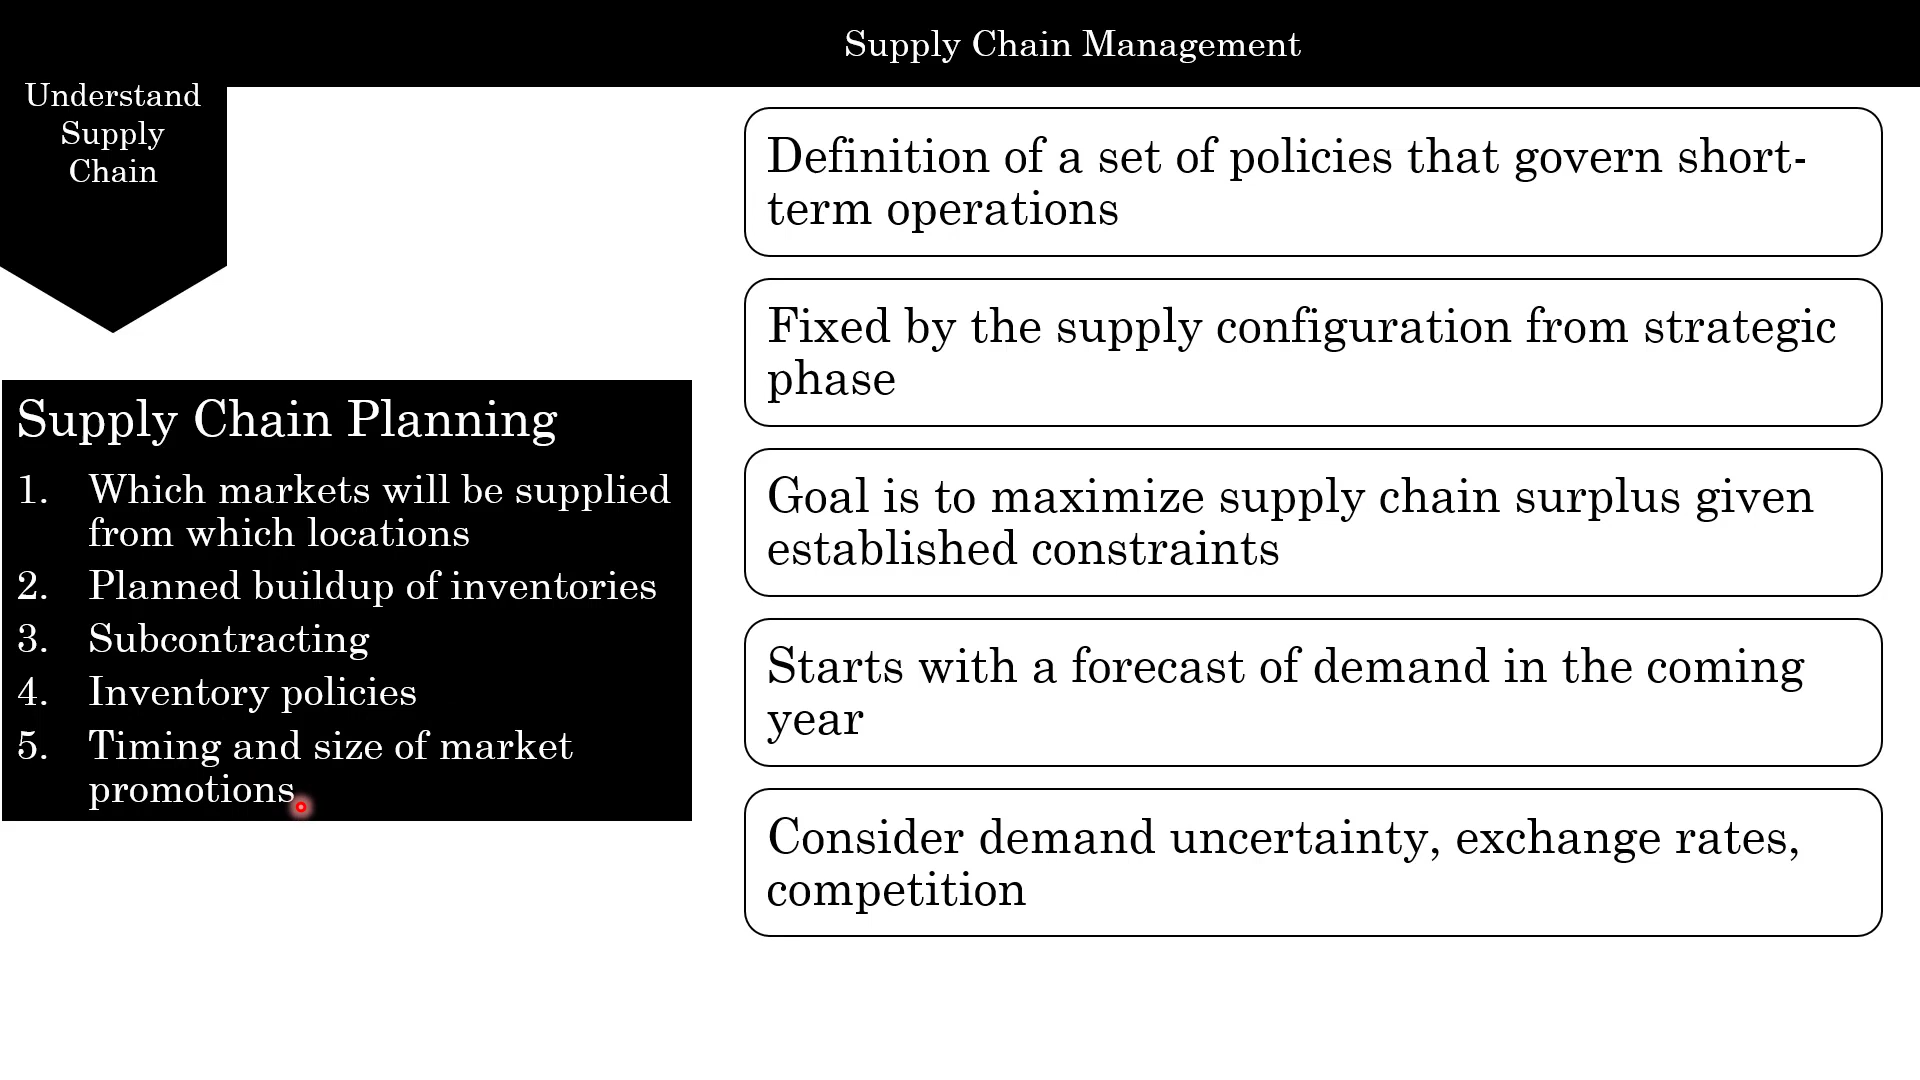 Supply Chain Management
Understand
Supply
Chain
Supply Chain Planning
1. Which markets will be supplied
from which locations
2. Planned buildup of inventories
3. Subcontracting
4. Inventory policies
5. Timing and size of market
promotions
Definition of a set of policies that govern short-
term operations
Fixed by the supply configuration from strategic
phase
Goal is to maximize supply chain surplus given
established constraints
Starts with a forecast of demand in the coming
year
Consider demand uncertainty, exchange rates,
competition